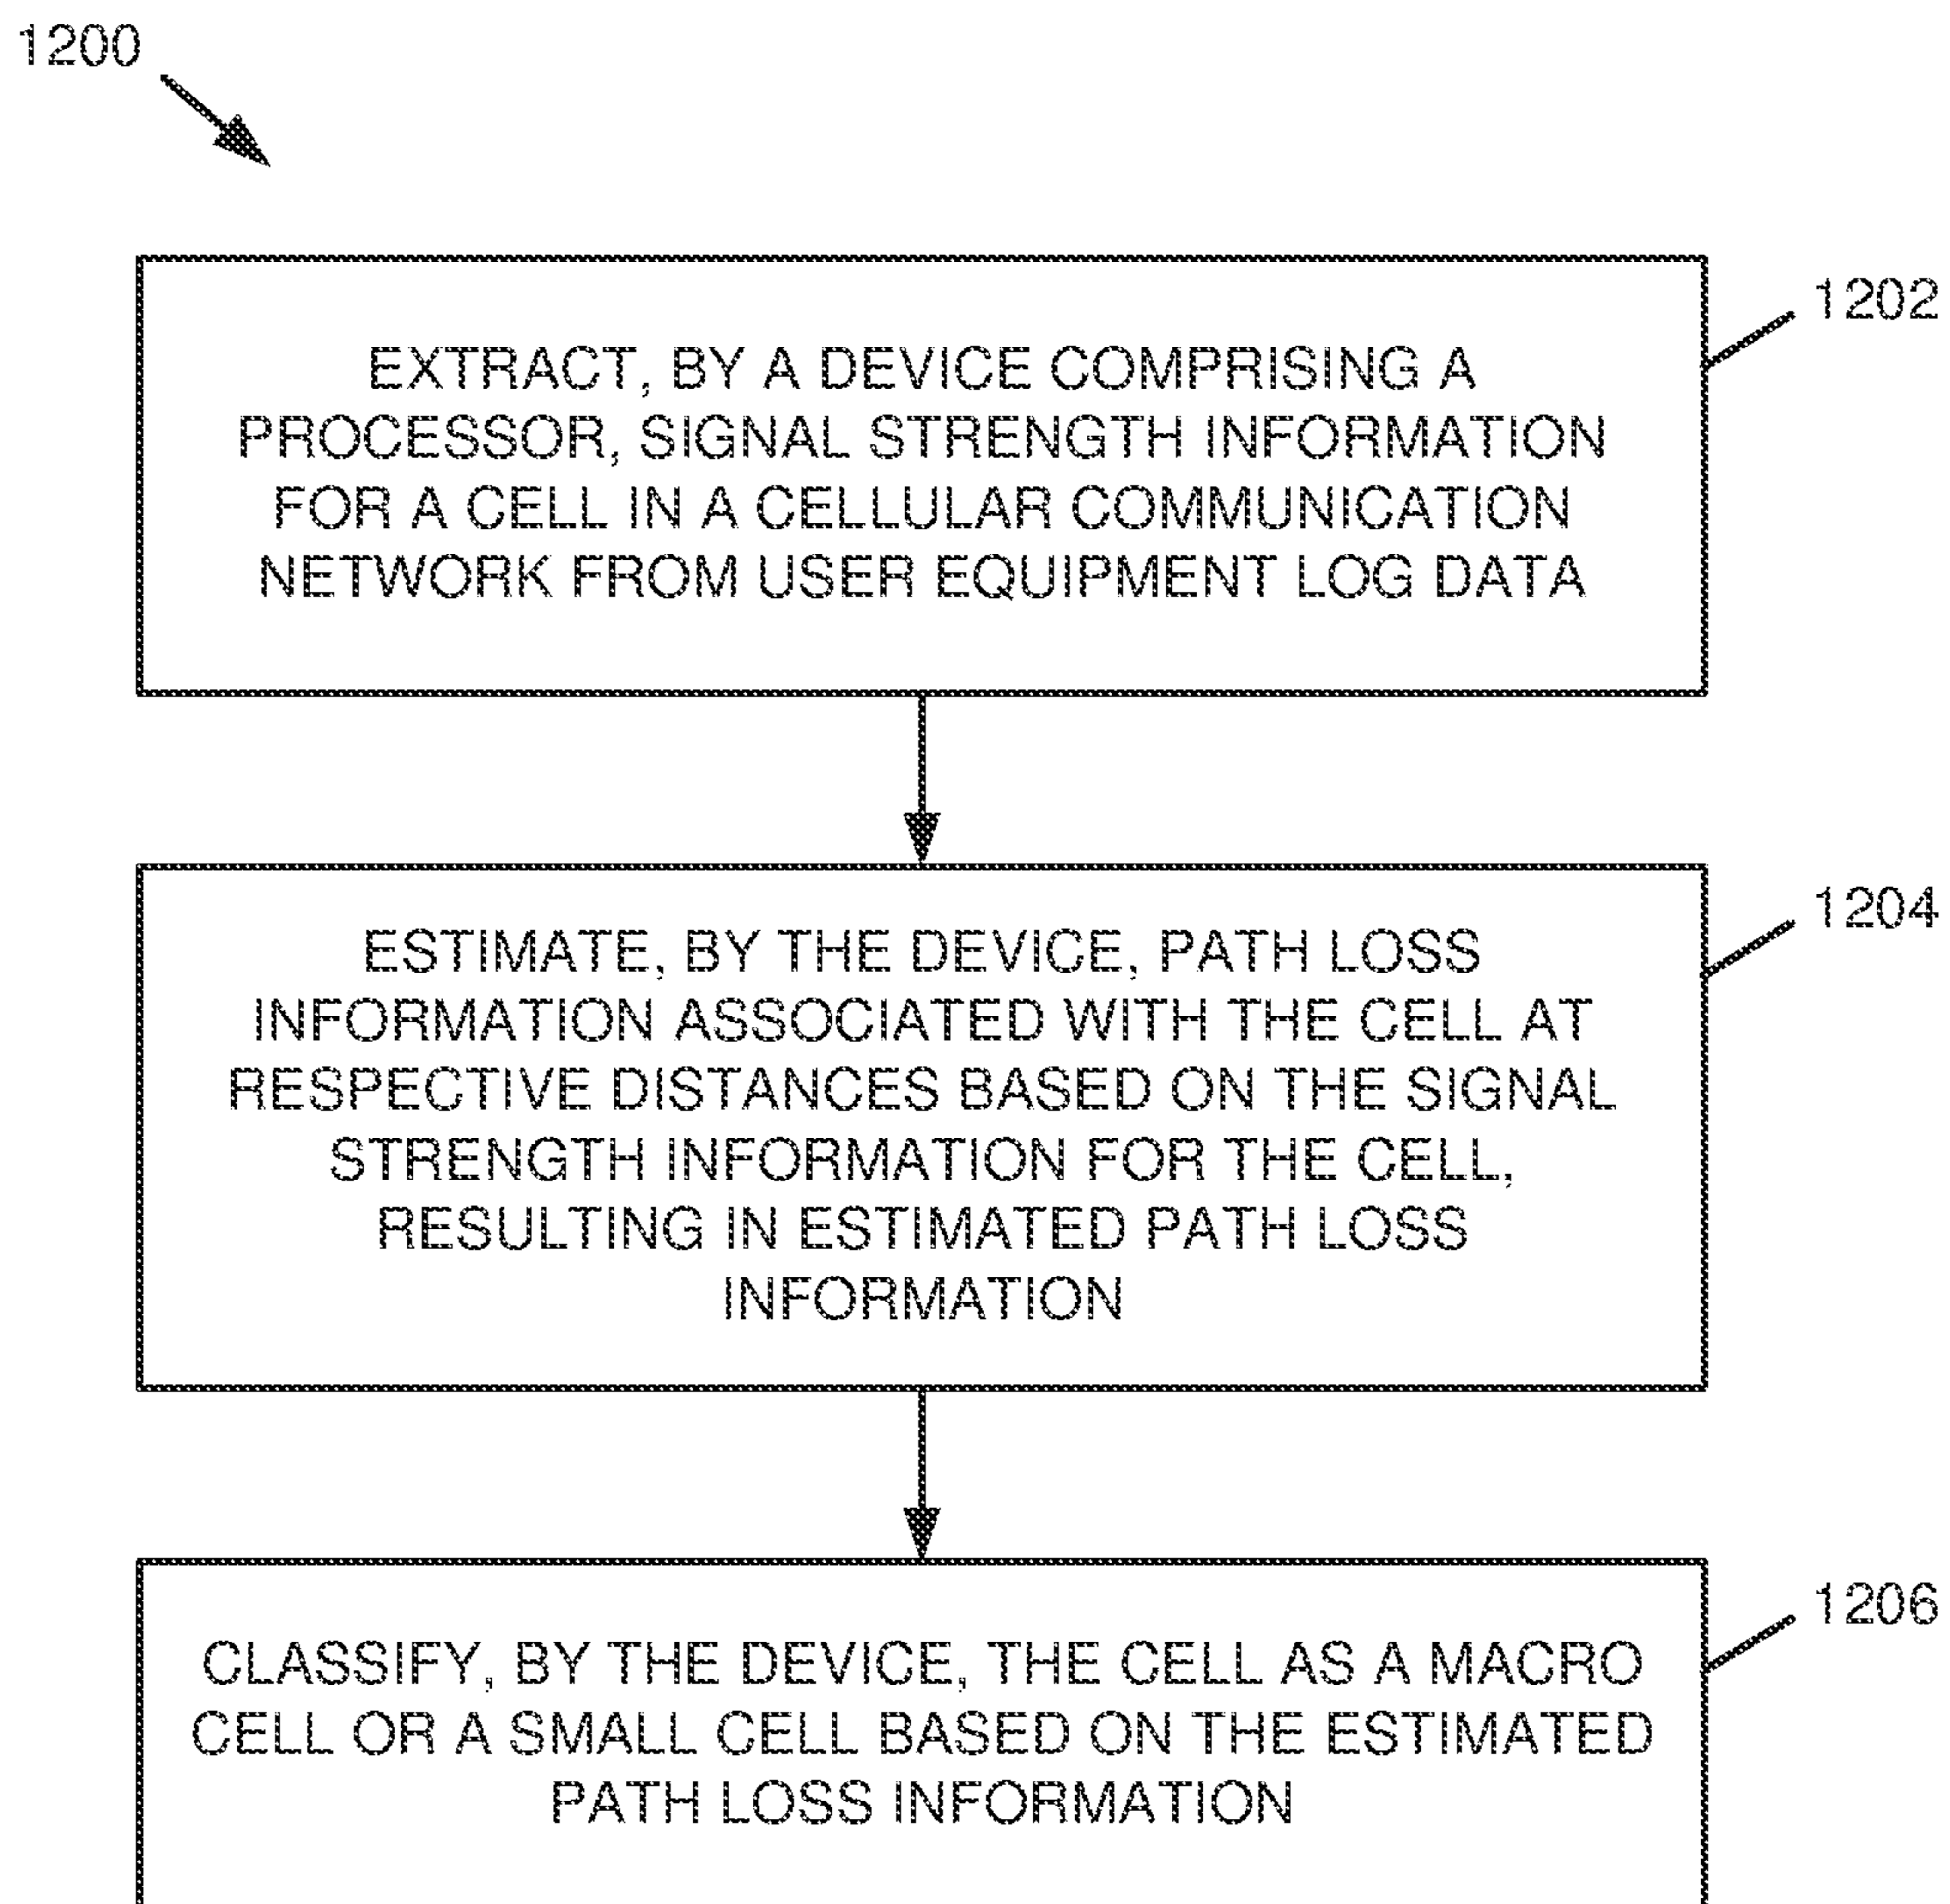 1200
1202
EXTRACT, BY A DEVICE COMPRISING A
PROCESSOR, SIGNAL STRENGTH INFORMATION
FOR A CELL IN A CELLULAR COMMUNICATION
NETWORK FROM USER EQUIPMENT LOG DATA
1204
ESTIMATE, BY THE DEVICE, PATH LOSS
INFORMATION ASSOCIATED WITH THE CELL AT
RESPECTIVE DISTANCES BASED ON THE SIGNAL
STRENGTH INFORMATION FOR THE CELL,
RESULTING IN ESTIMATED PATH LOSS
INFORMATION
1206
CLASSIFY, BY THE DEVICE, THE CELL AS A MACRO
CELL OR A SMALL CELL BASED ON THE ESTIMATED
PATH LOSS INFORMATION